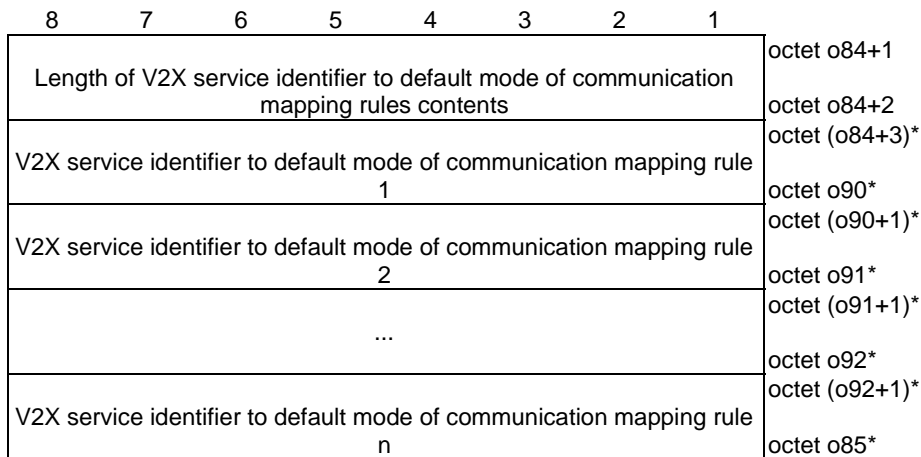 8 7 6 5 4 3 2 1
Length of V2X service identifier to default mode of communication
mapping rules contents
octet o84+1
octet o84+2
V2X service identifier to default mode of communication mapping rule
1
octet (o84+3)*
octet o90*
V2X service identifier to default mode of communication mapping rule
2
octet (o90+1)*
octet o91*
...
octet (o91+1)*
octet o92*
V2X service identifier to default mode of communication mapping rule
n
octet (o92+1)*
octet o85*